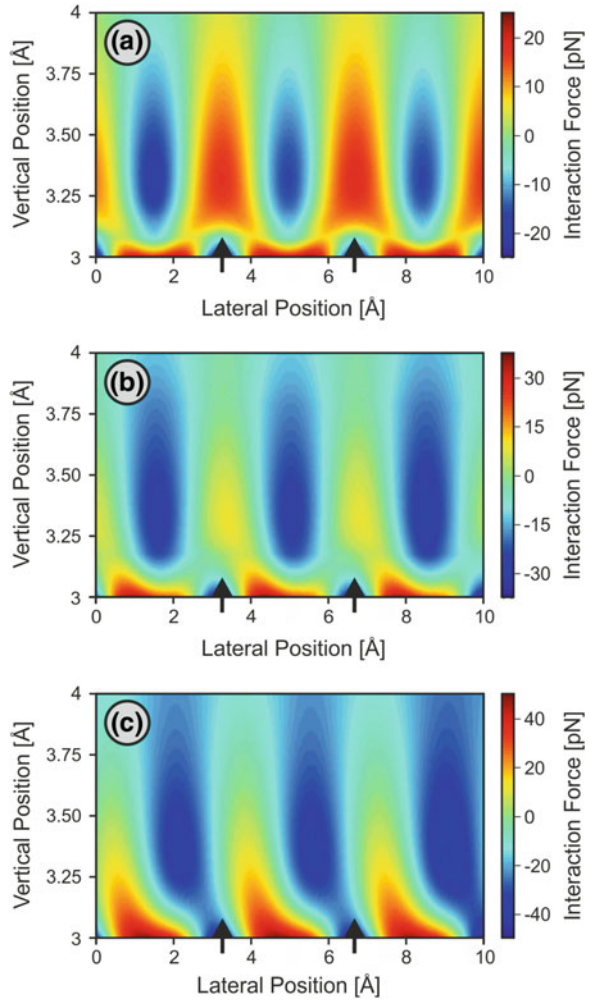 (a)
4
3.75
3.50
3.25
3
0 2 4 6 8 10
Vertical Position [Å]
Lateral Position [Å]
20
10
0
-10
-20
Interaction Force [pN]
(b)
4
3.75
3.50
3.25
3
0 2 4 6 8 10
Vertical Position [Å]
Lateral Position [Å]
30
15
0
-15
-30
Interaction Force [pN]
(c)
4
3.75
3.50
3.25
3
0 2 4 6 8 10
Vertical Position [Å]
Lateral Position [Å]
40
20
0
-20
-40
Interaction Force [pN]